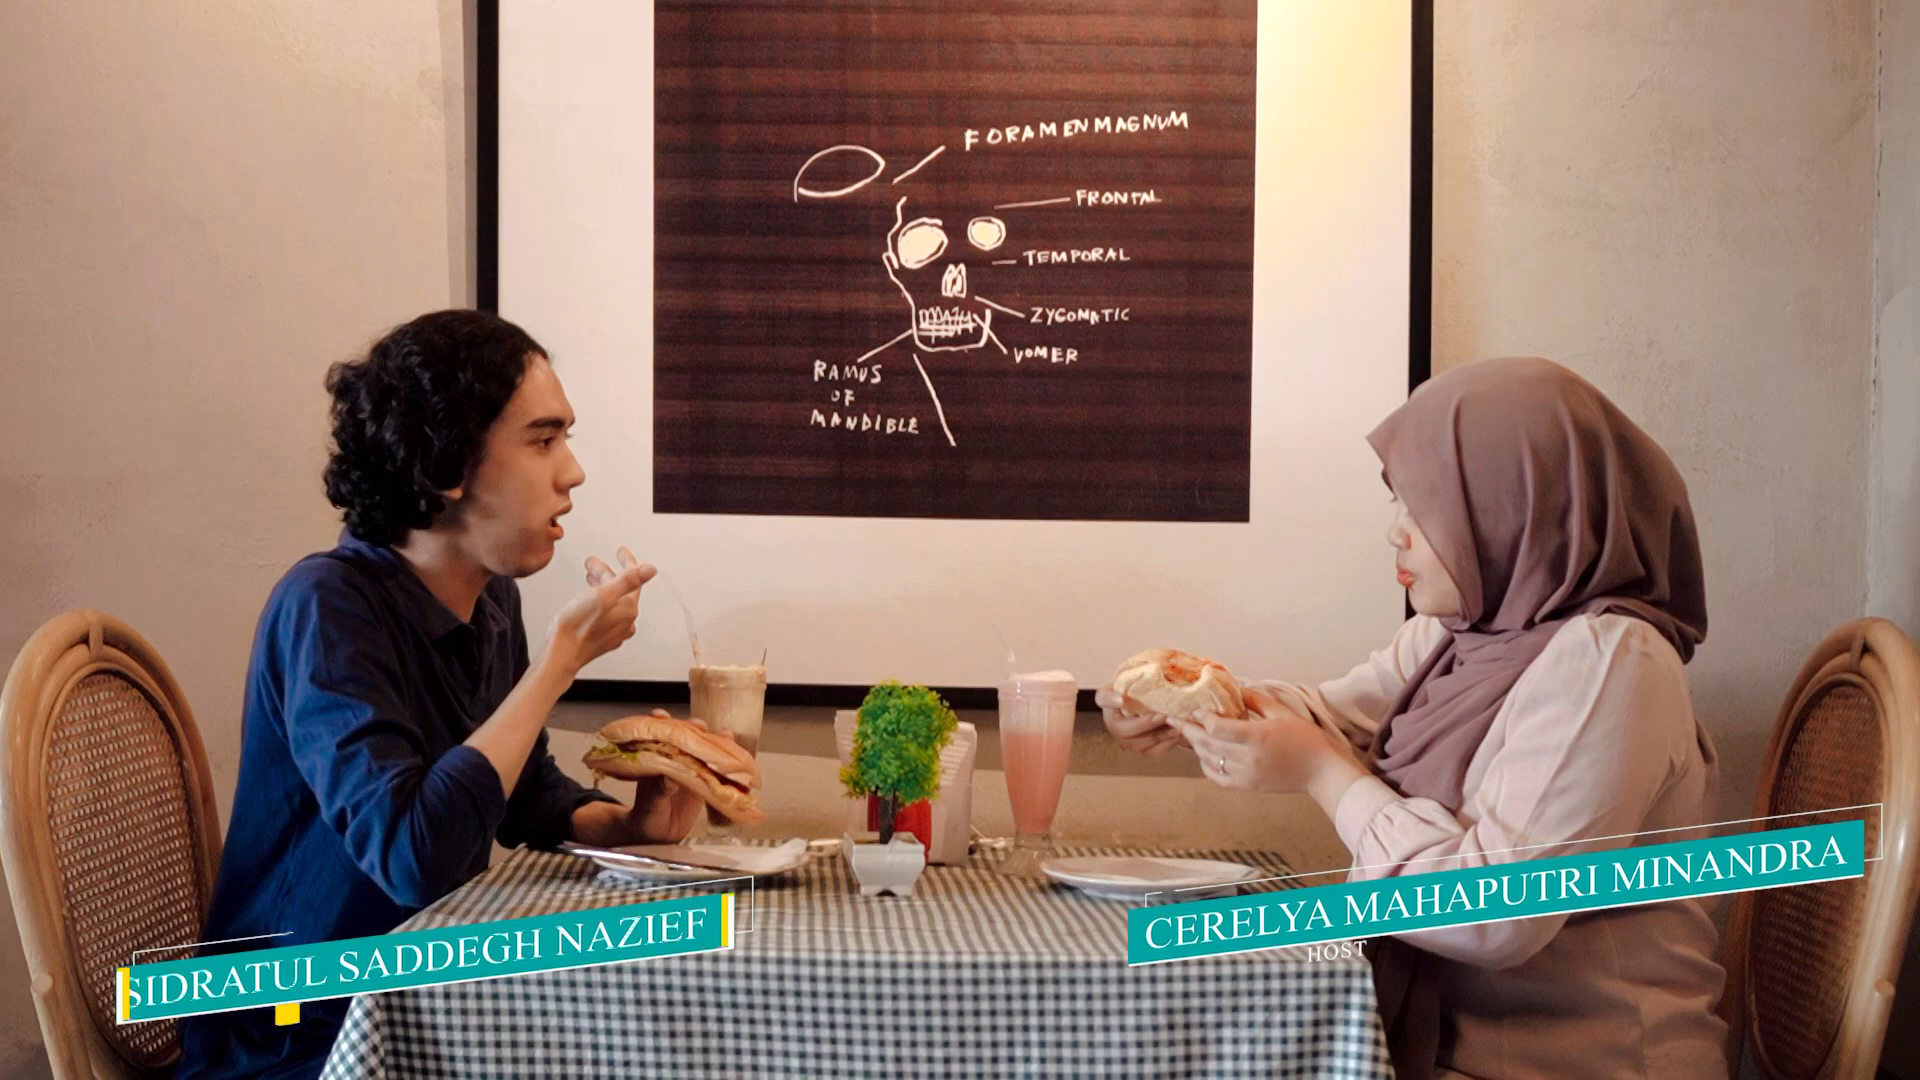 FORAMEN MAGNUM
FRONTAL
TEMPORAL
ZYGOMATIC
VOMER
RAMUS
OF
MANDIBLE
SIDRATUL SADDEGH NAZIEF
CERELYA MAHAPUTRI MINANDRA
HOST